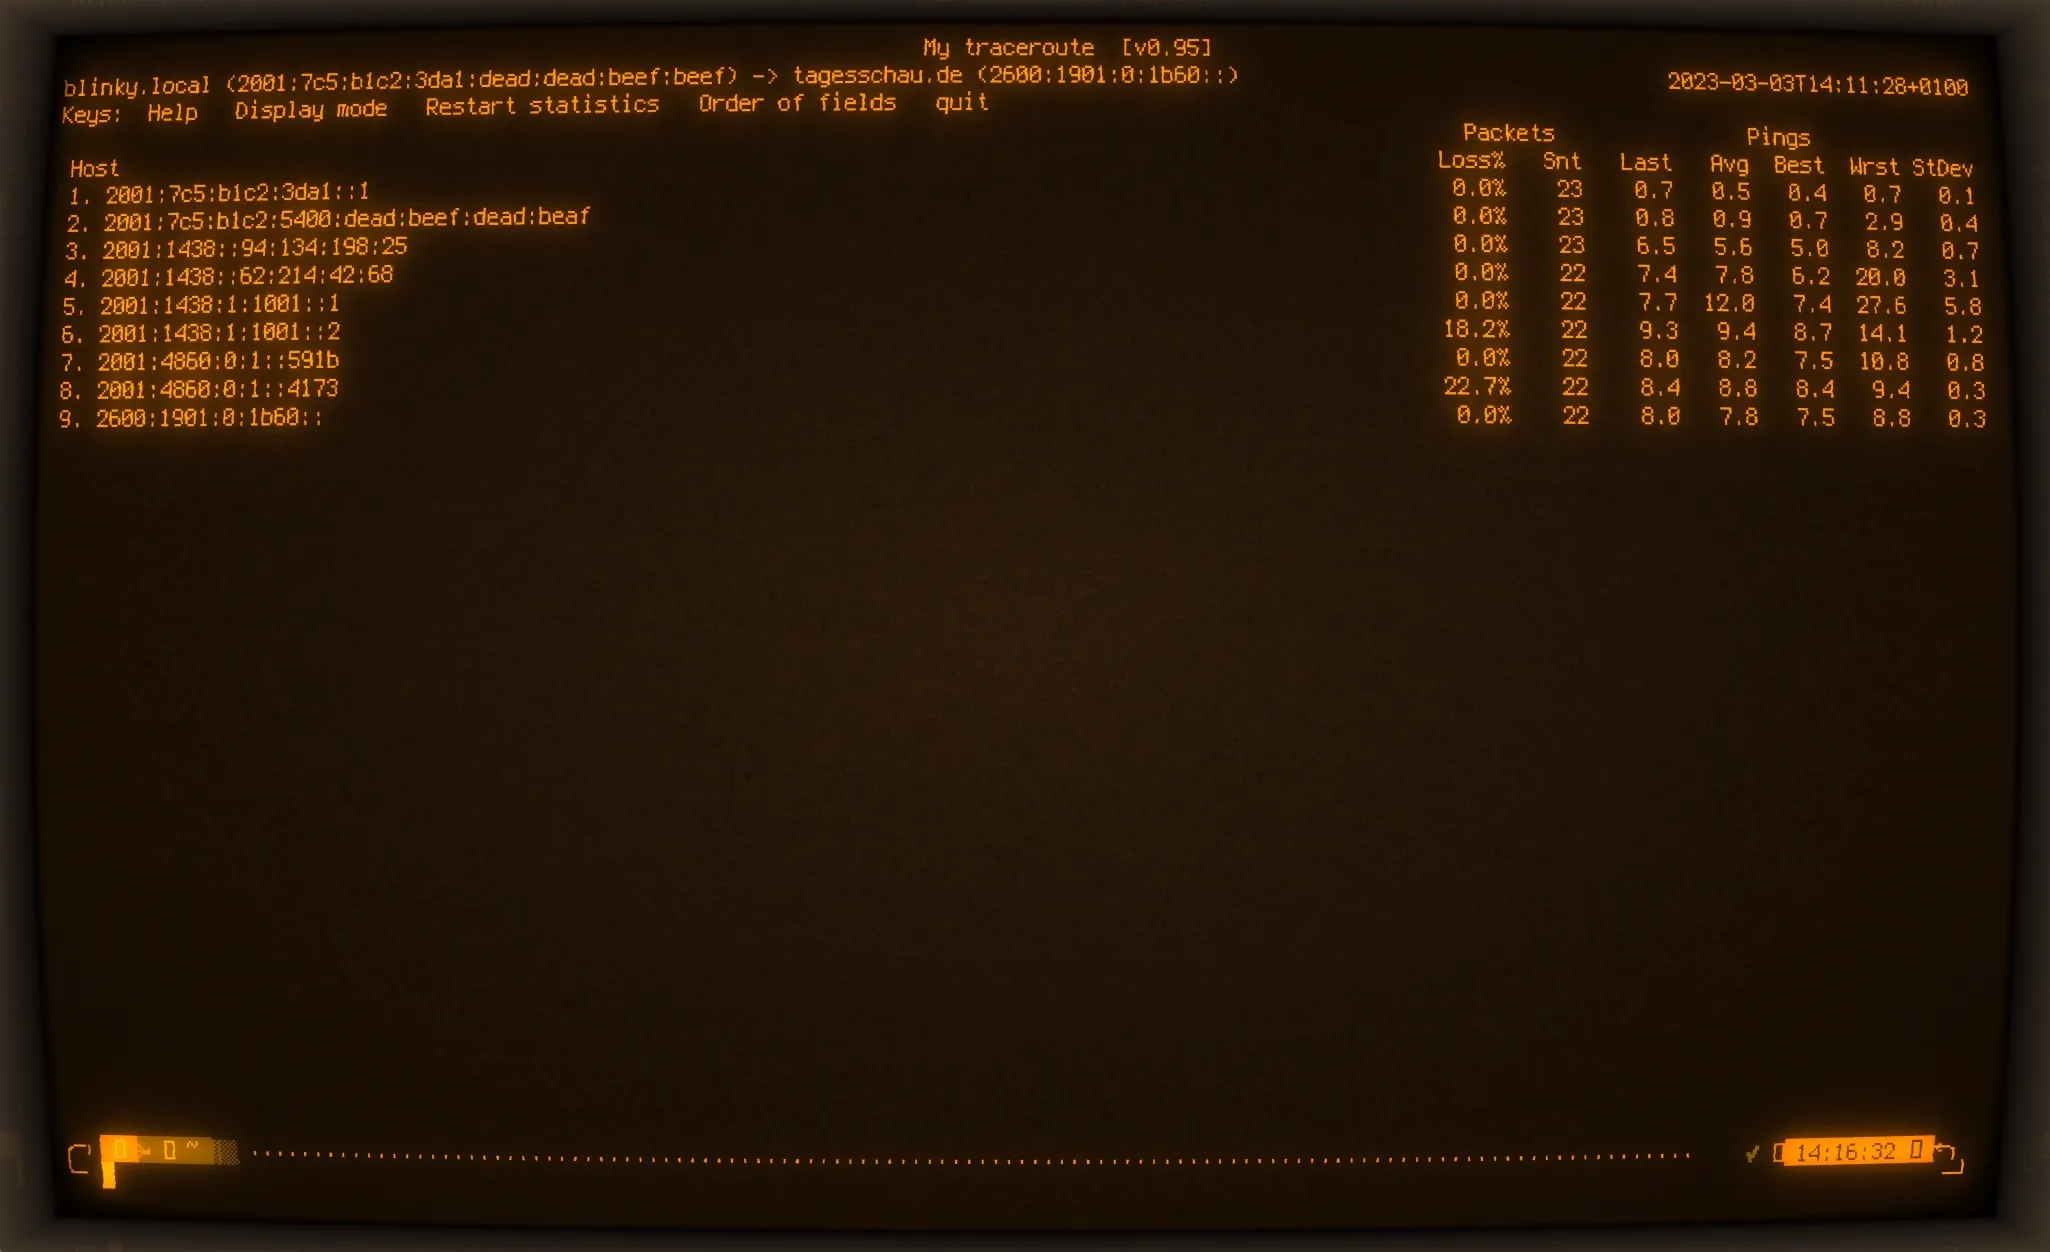 My traceroute [v0.95]
blinky.local (2001:7c5:b1c2:3da1:dead:dead:beef:beef) -> tagesschau.de (2600:1901:0:1b60::) 2023-03-03T14:11:28+0100
Keys: Help Display mode Restart statistics Order of fields quit
Packets Pings
Host Loss% Snt Last Avg Best Wrst StDev
1. 2001:7c5:b1c2:3da1::1 0.0% 23 0.7 0.5 0.4 0.7 0.1
2. 2001:7c5:b1c2:5400:dead:beef:dead:beaf 0.0% 23 0.8 0.9 0.7 2.9 0.4
3. 2001:1438::94:134:198:25 0.0% 23 6.5 5.6 5.0 8.2 0.7
4. 2001:1438::62:214:42:68 0.0% 22 7.4 7.8 6.2 20.0 3.1
5. 2001:1438:1:1001::1 0.0% 22 7.7 12.0 7.4 27.6 5.8
6. 2001:1438:1:1001::2 18.2% 22 9.3 9.4 8.7 14.1 1.2
7. 2001:4860:0:1::591b 0.0% 22 8.0 8.2 7.5 10.8 0.8
8. 2001:4860:0:1::4173 22.7% 22 8.4 8.8 8.4 9.4 0.3
9. 2600:1901:0:1b60:: 0.0% 22 8.0 7.8 7.5 8.8 0.3
~ ✓ 14:16:32